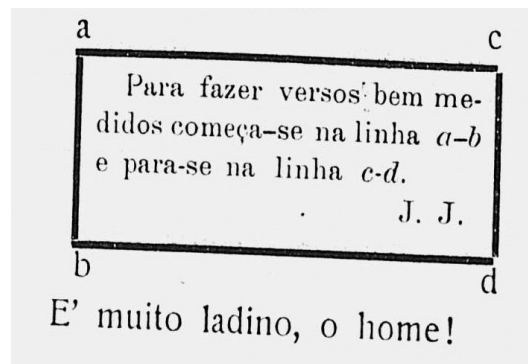 a c
Para fazer versos bem me-
didos começa-se na linha a-b
e para-se na linha c-d.
J. J.
b d
E' muito ladino, o home!